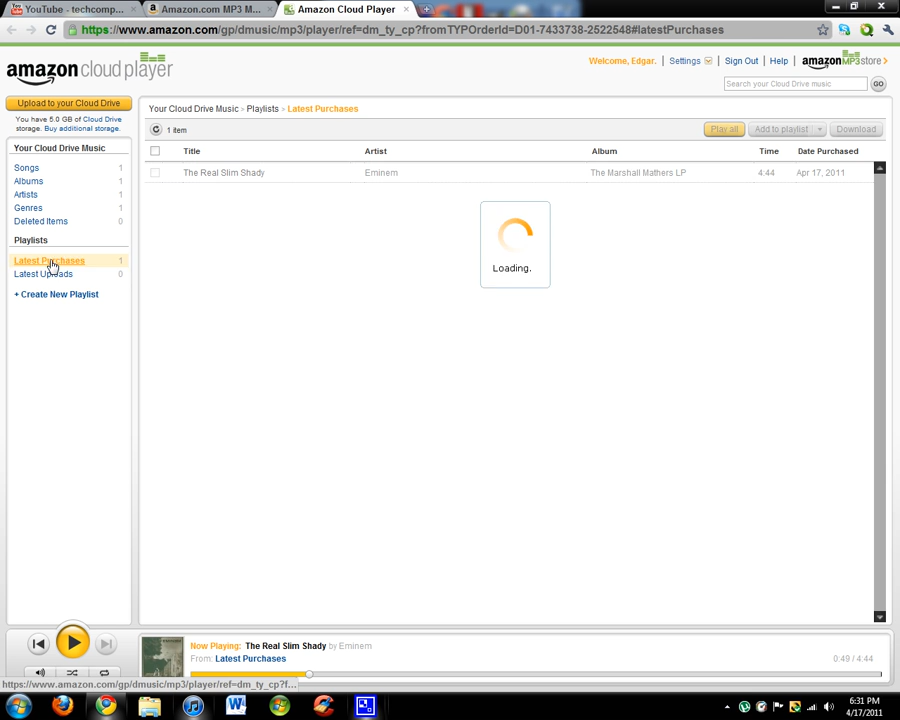 YouTube - techcomp...
Amazon.com MP3 M...
Amazon Cloud Player
https://www.amazon.com/gp/dmusic/mp3/player/ref=dm_ty_cp?fromTYPOrderId=D01-7433738-2522548#latestPurchases
amazon cloud player
Welcome, Edgar. | Settings | Sign Out | Help | amazon MP3 store
Search your Cloud Drive music GO
Upload to your Cloud Drive
You have 5.0 GB of Cloud Drive
storage. Buy additional storage.
Your Cloud Drive Music
Songs 1
Albums 1
Artists 1
Genres 1
Deleted Items 0
Playlists
Latest Purchases 1
Latest Uploads 0
+ Create New Playlist
Your Cloud Drive Music > Playlists > Latest Purchases
1 item Play all Add to playlist Download
Title Artist Album Time Date Purchased
The Real Slim Shady Eminem The Marshall Mathers LP 4:44 Apr 17, 2011
Loading.
Now Playing: The Real Slim Shady by Eminem
From: Latest Purchases 0:49 / 4:44
https://www.amazon.com/gp/dmusic/mp3/player/ref=dm_ty_cp?f...
6:31 PM
4/17/2011